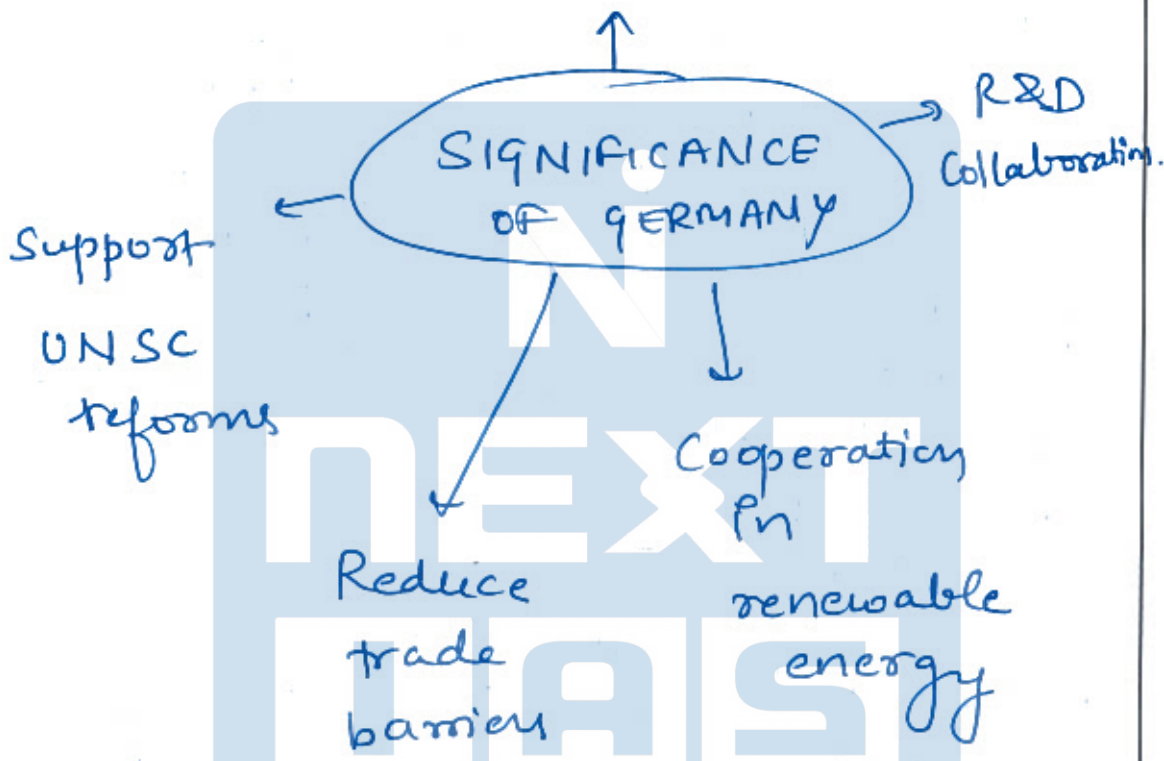 SIGNIFICANCE
OF GERMANY
R&D
Collaboration.
Support
UNSC
reforms
Reduce
trade
barriers
Cooperation
in
renewable
energy
NEXT
IAS